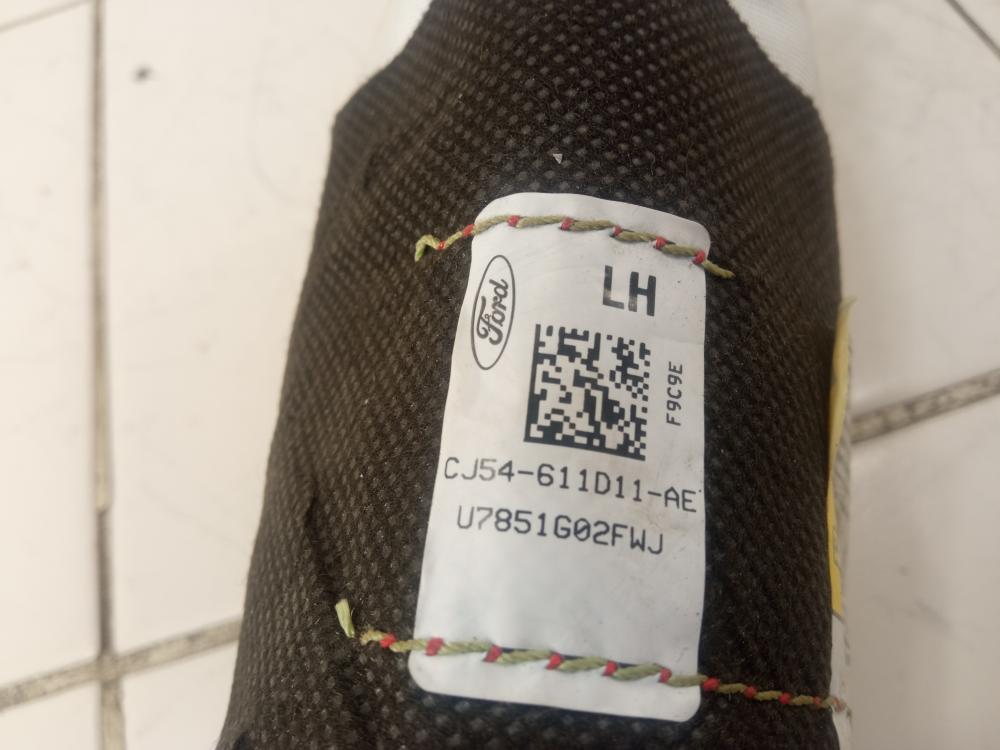 Ford
LH
F9C9E
CJ54-611D11-AE
U7851G02FWJ